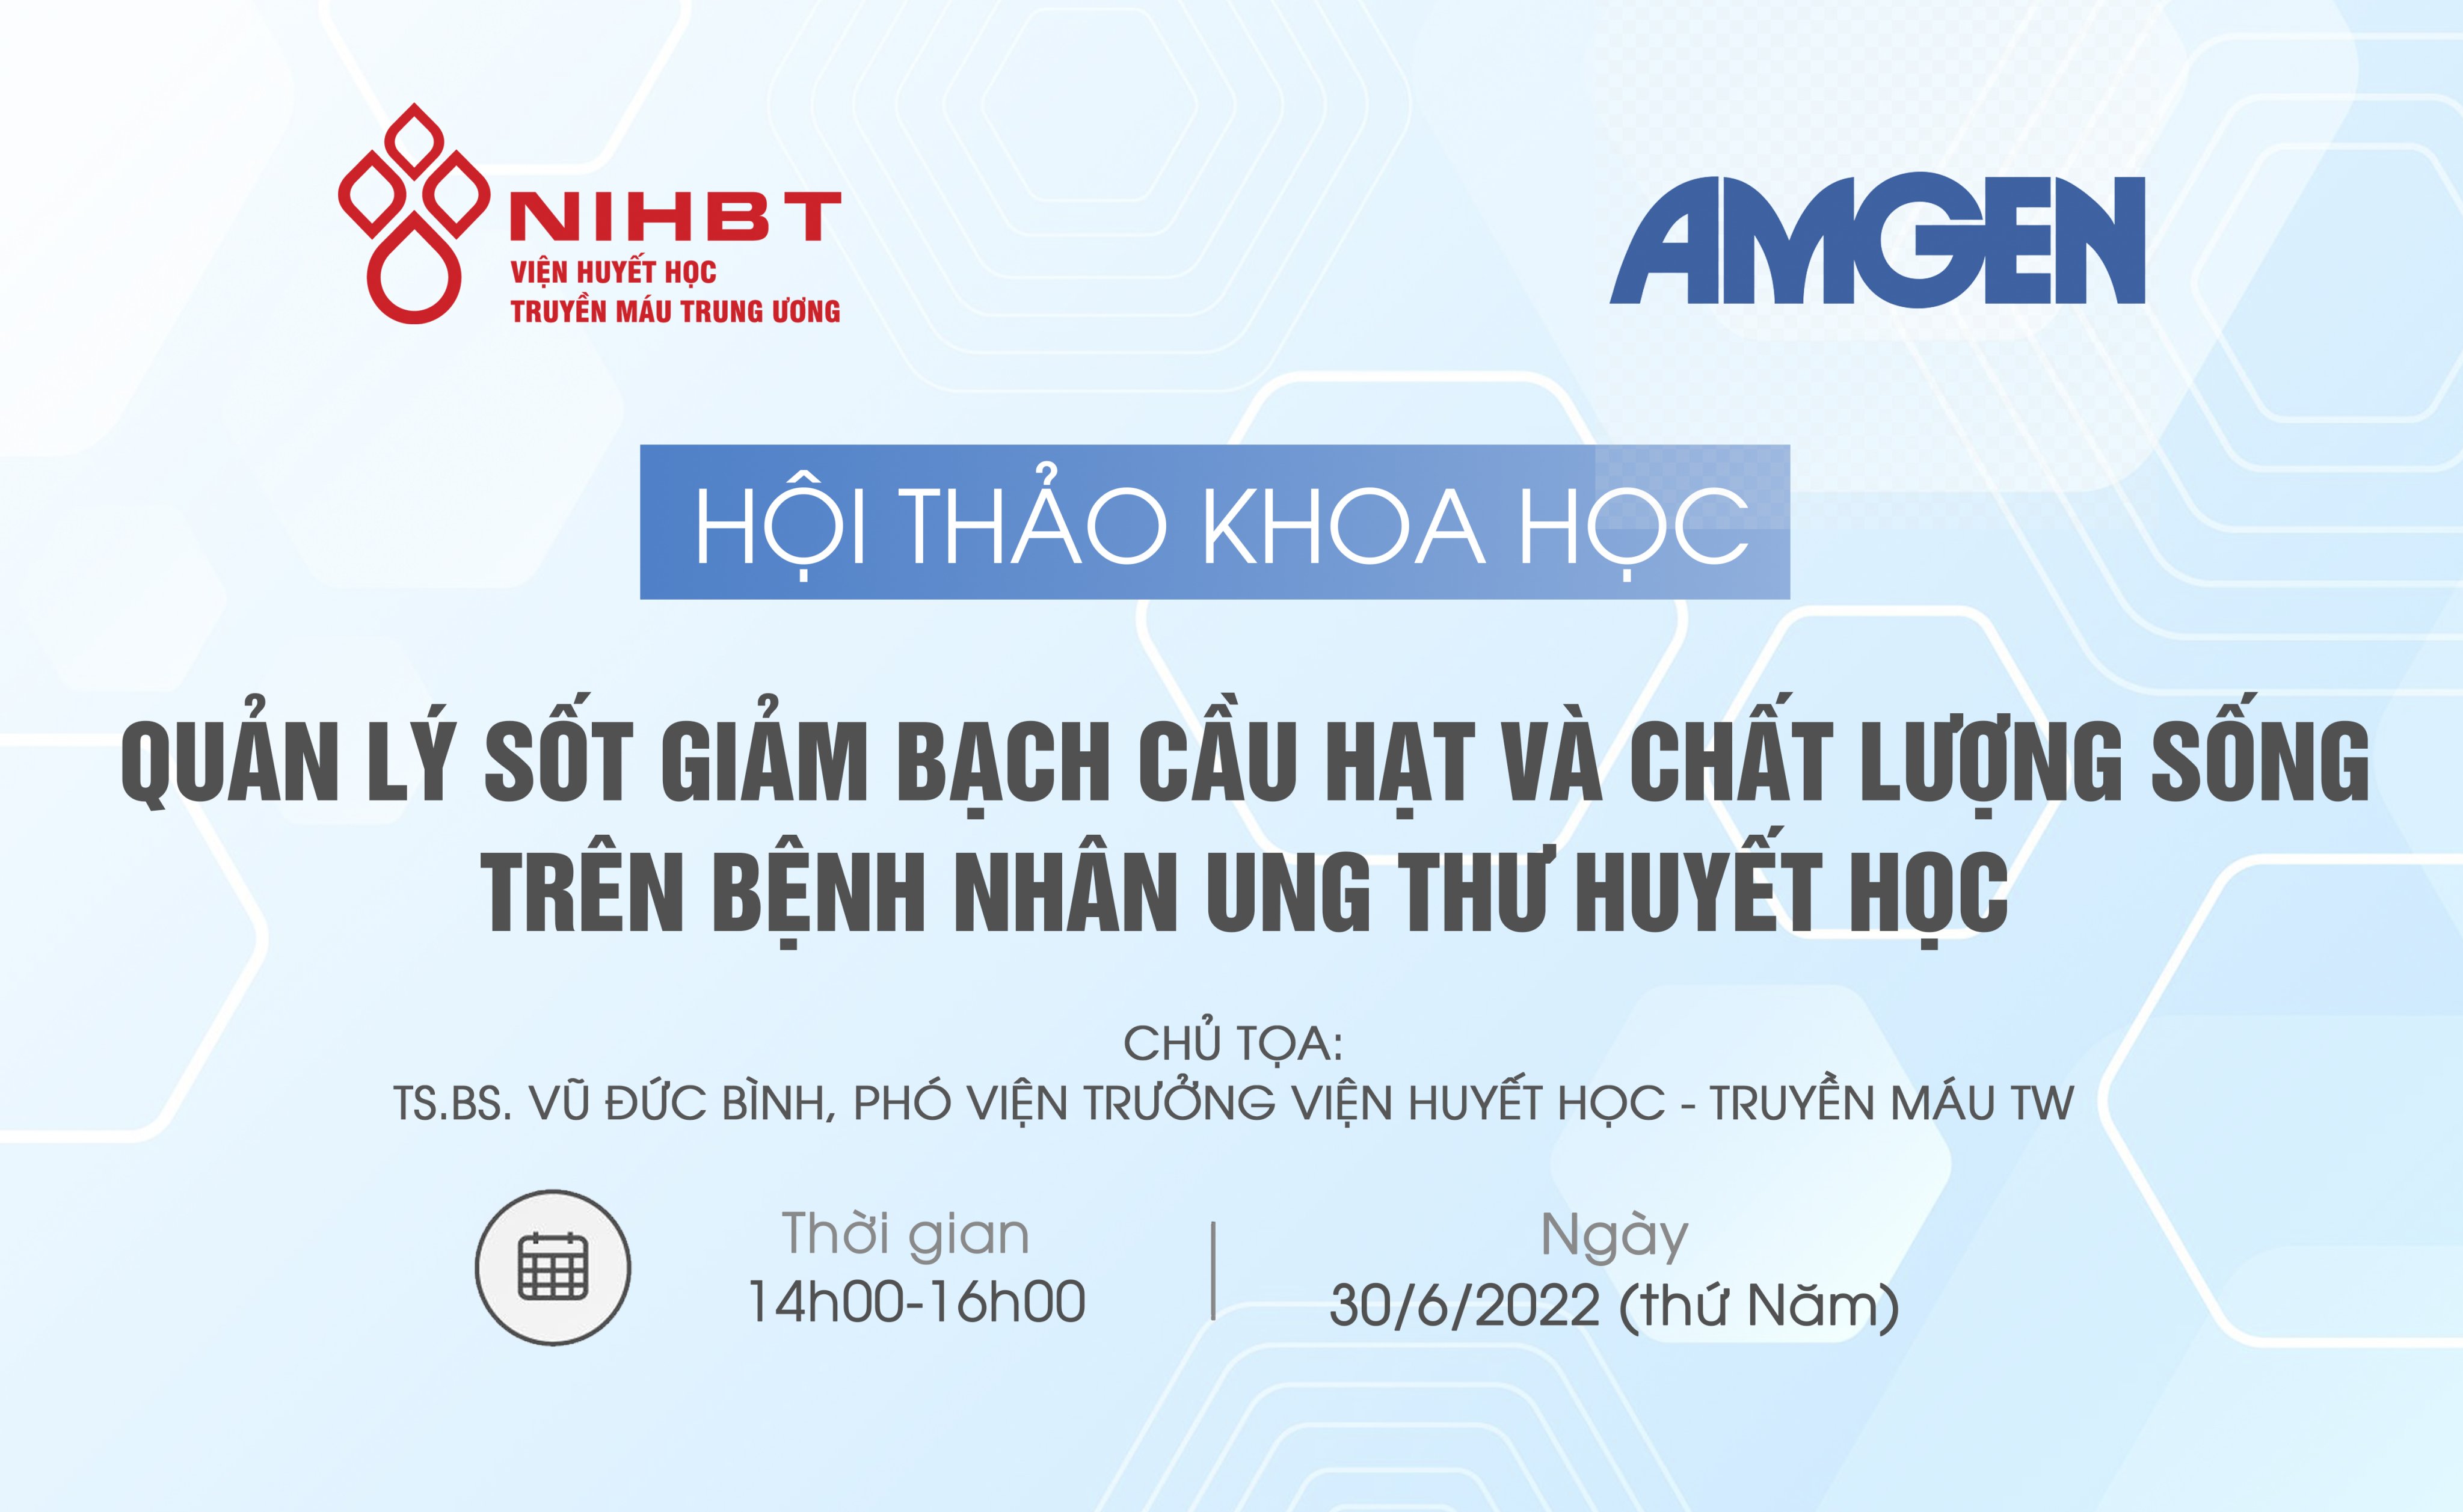 NIHBT
VIỆN HUYẾT HỌC
TRUYỀN MÁU TRUNG ƯƠNG
AMGEN
HỘI THẢO KHOA HỌC
QUẢN LÝ SỐT GIẢM BẠCH CẦU HẠT VÀ CHẤT LƯỢNG SỐNG
TRÊN BỆNH NHÂN UNG THƯ HUYẾT HỌC
CHỦ TỌA:
TS.BS. VŨ ĐỨC BÌNH, PHÓ VIỆN TRƯỞNG VIỆN HUYẾT HỌC - TRUYỀN MÁU TW
Thời gian
14h00-16h00
Ngày
30/6/2022 (thứ Năm)